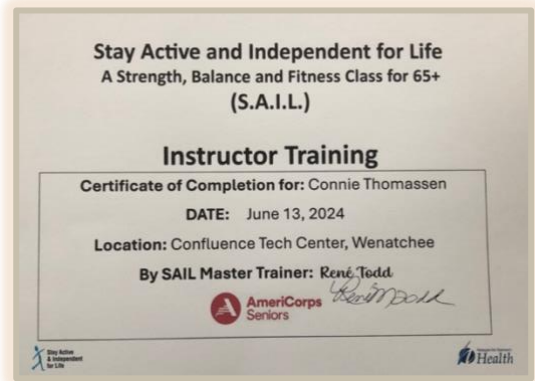 Stay Active and Independent for Life
A Strength, Balance and Fitness Class for 65+
(S.A.I.L.)
Instructor Training
Certificate of Completion for: Connie Thomassen
DATE: June 13, 2024
Location: Confluence Tech Center, Wenatchee
By SAIL Master Trainer: René Todd
AmeriCorps
Seniors
Stay Active
& Independent
for Life
Health